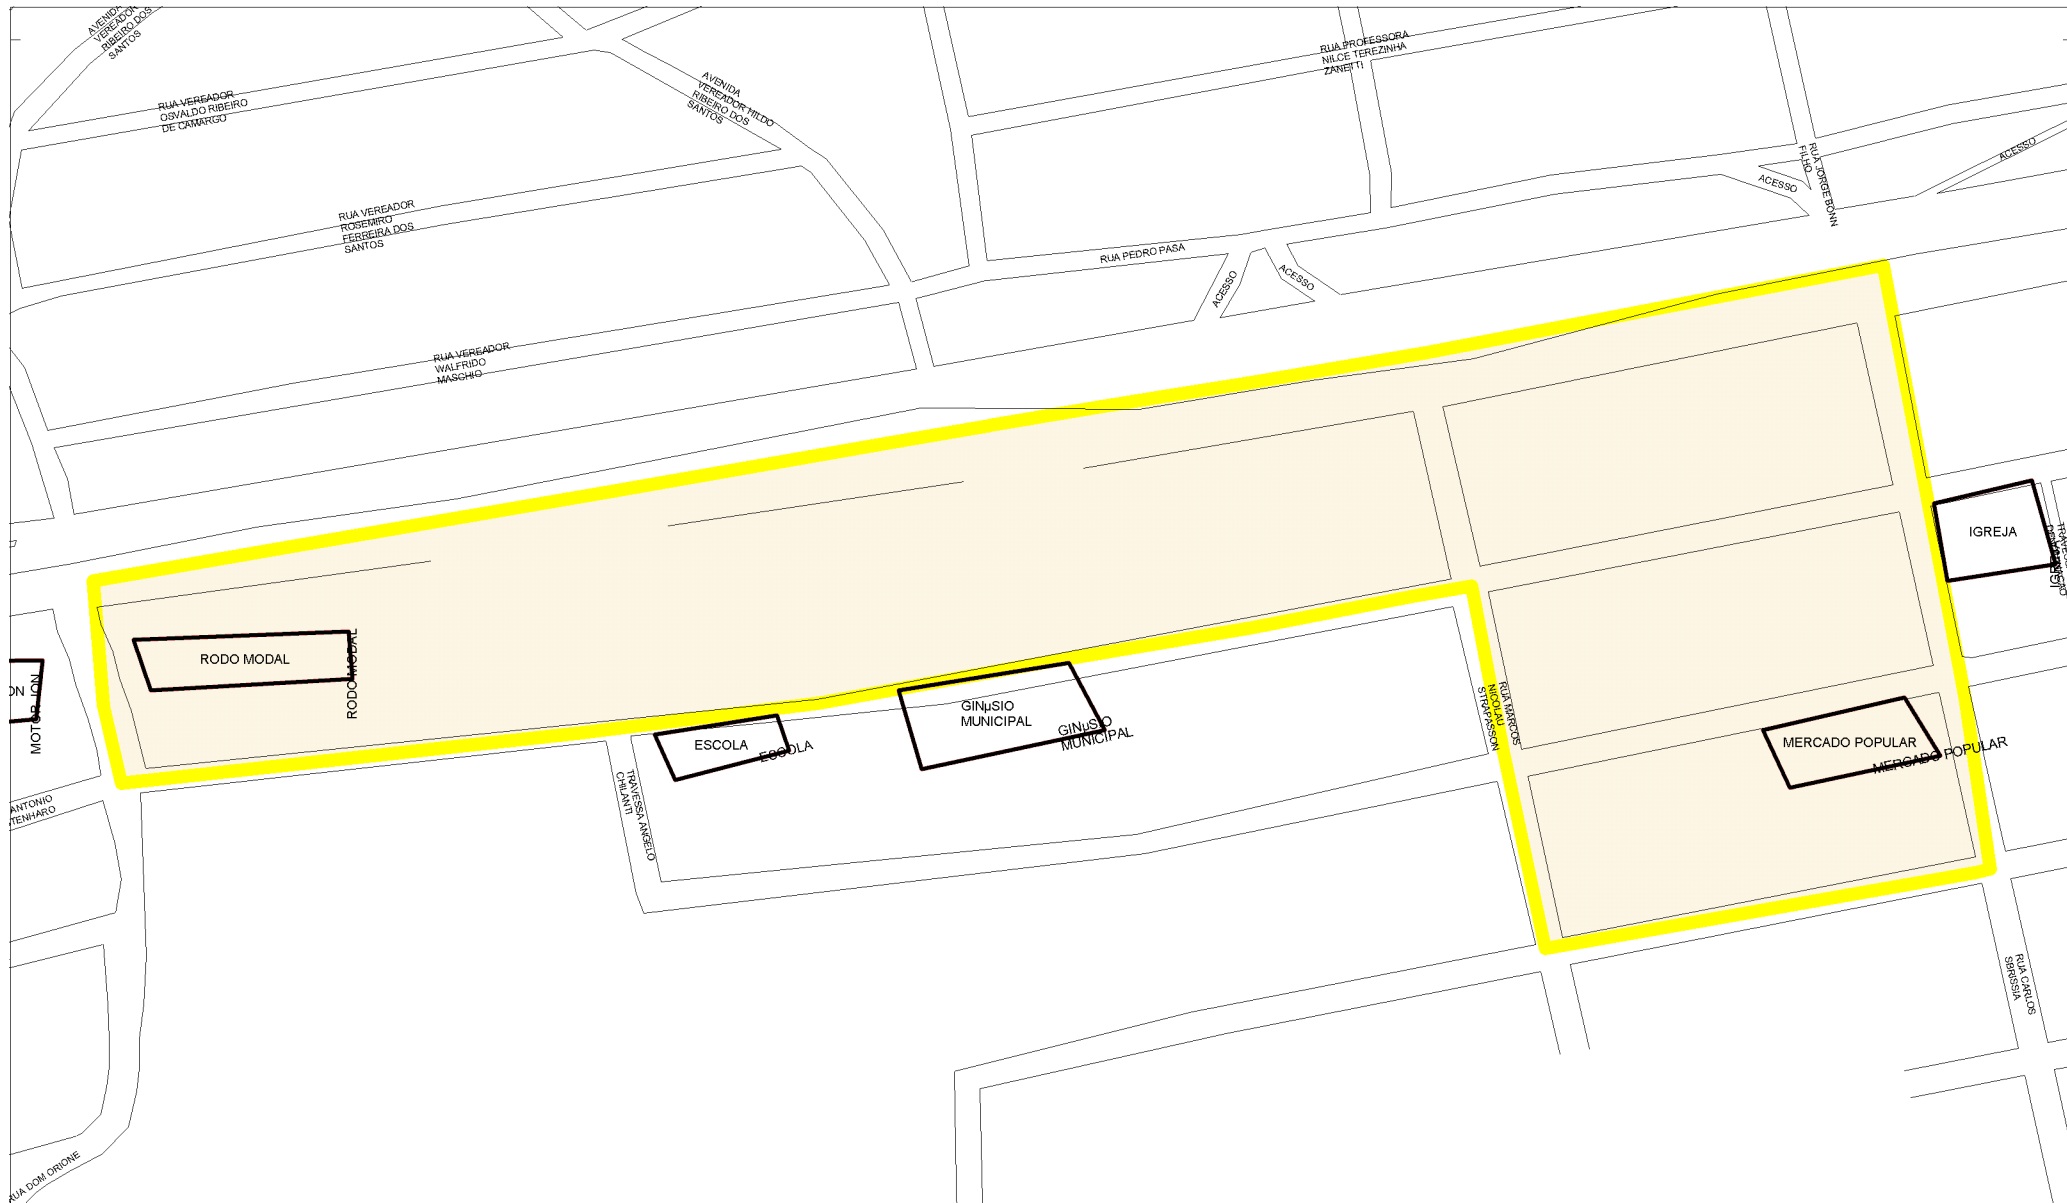 AVENIDA
VEREADOR
RIBEIRO DOS
SANTOS
RUA VEREADOR
OSVALDO RIBEIRO
DE CAMARGO
AVENIDA
VEREADOR HILDO
RIBEIRO DOS
SANTOS
RUA PROFESSORA
NILCE TEREZINHA
ZANETTI
RUA JORGE BONN
FILHO
ACESSO
ACESSO
RUA VEREADOR
ROSEMIRO
FERREIRA DOS
SANTOS
RUA PEDRO PASA
ACESSO
ACESSO
RUA VEREADOR
WALFRIDO
MASCHIO
IGREJA
IGREJA
RODO MODAL
RODO MODAL
ON
MOTOR ION
GINµSIO
MUNICIPAL
GINµSIO
MUNICIPAL
ESCOLA
ESCOLA
RUA MARCOS
NICOLAU
STRAPASSON
MERCADO POPULAR
MERCADO POPULAR
ANTONIO
TENHARO
TRAVESSA ANGELO
CHILANTI
RUA CARLOS
SBRISSIA
RUA DOM ORIONE